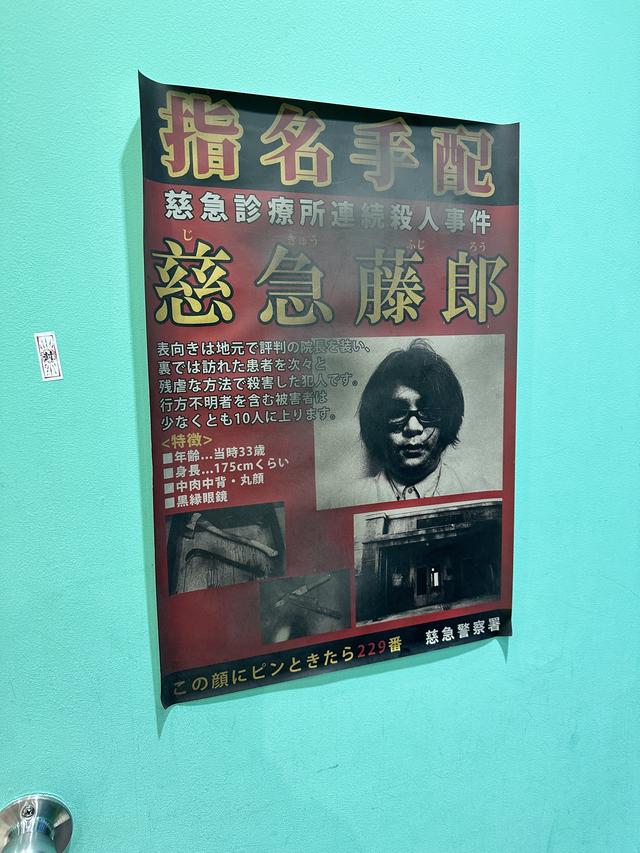 指名手配
慈急診療所連続殺人事件
じ きゅう ふじ ろう
慈急藤郎
表向きは地元で評判の院長を装い、
裏では訪れた患者を次々と
残虐な方法で殺害した犯人です。
行方不明者を含む被害者は
少なくとも10人に上ります。
<特徴>
■年齢…当時33歳
■身長…175cmくらい
■中肉中背・丸顔
■黒縁眼鏡
慈急警察署
この顔にピンときたら229番
封